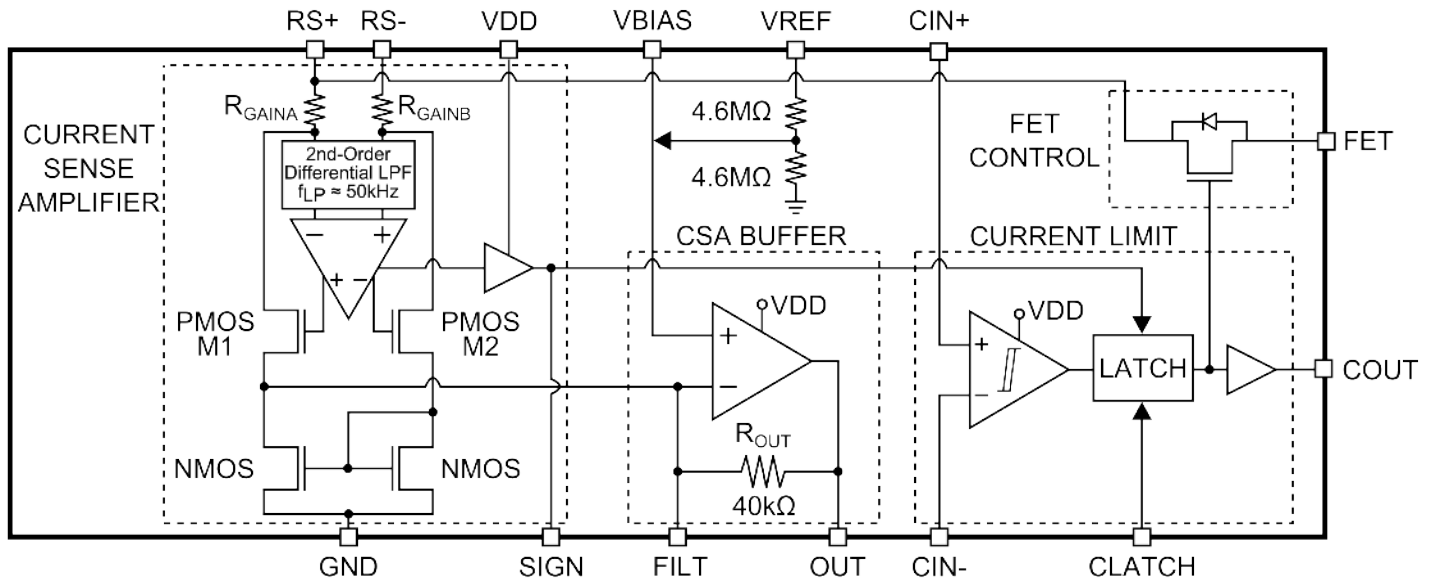 RS+ RS- VDD VBIAS VREF CIN+
RGAINA RGAINB
CURRENT
SENSE
AMPLIFIER
2nd-Order
Differential LPF
fLP ≈ 50kHz
- +
+ -
PMOS
M1
PMOS
M2
NMOS NMOS
4.6MΩ
4.6MΩ
FET
CONTROL
FET
CSA BUFFER
VDD
+
-
ROUT
40kΩ
CURRENT LIMIT
VDD
+
-
LATCH
COUT
GND SIGN FILT OUT CIN- CLATCH